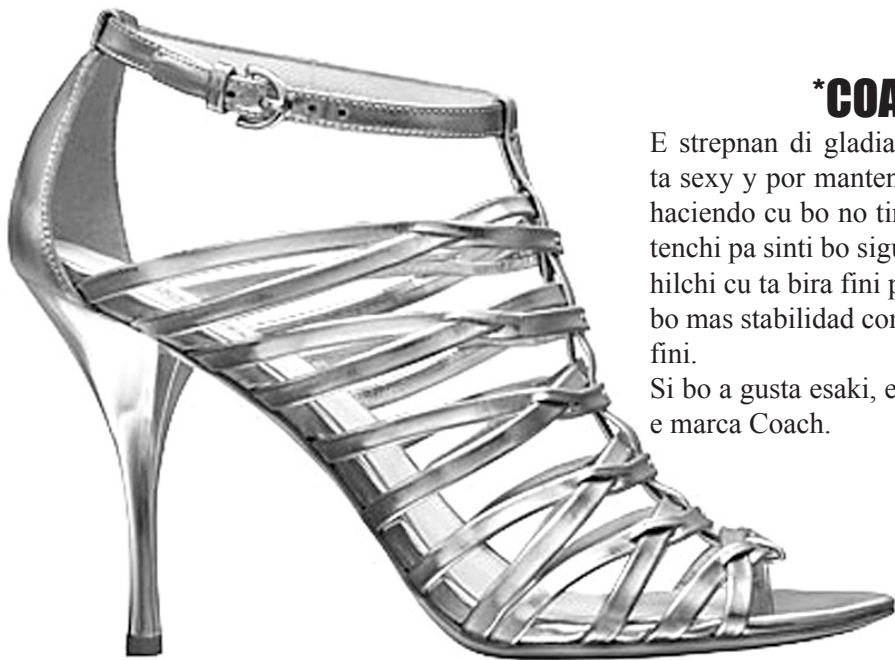 *COA
E strepnan di gladia
ta sexy y por manten
haciendo cu bo no tin
tenchi pa sinti bo sigu
hilchi cu ta bira fini p
bo mas stabilidad con
fini.
Si bo a gusta esaki, e
e marca Coach.